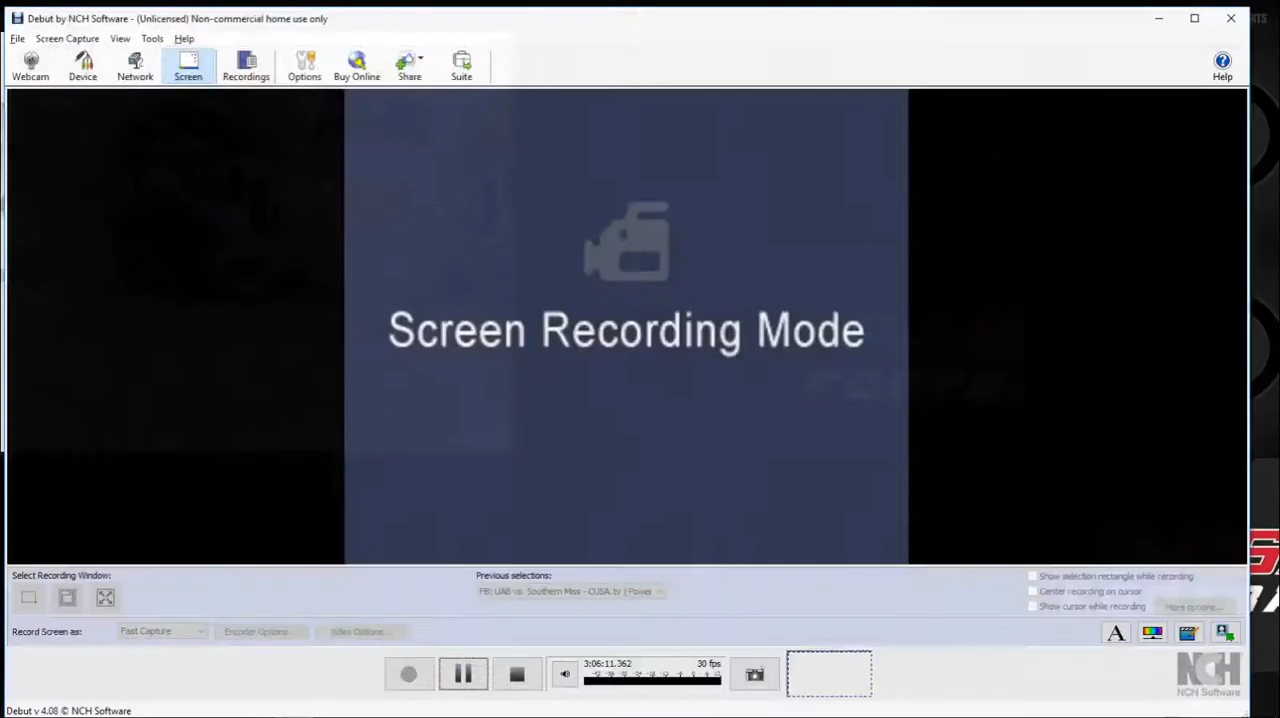 Debut by NCH Software - (Unlicensed) Non-commercial home use only
File Screen Capture View Tools Help
Webcam Device Network Screen Recordings Options Buy Online Share Suite Help
Screen Recording Mode
Select Recording Window:
Previous selections:
FB| UAB vs. Southern Miss - CUSA.tv | Power
Show selection rectangle while recording
Center recording on cursor
Show cursor while recording
More options...
Record Screen as: Fast Capture Encoder Options... Video Options...
A
3:06:11.362 30 fps
NCH
NCH Software
Debut v 4.08 © NCH Software